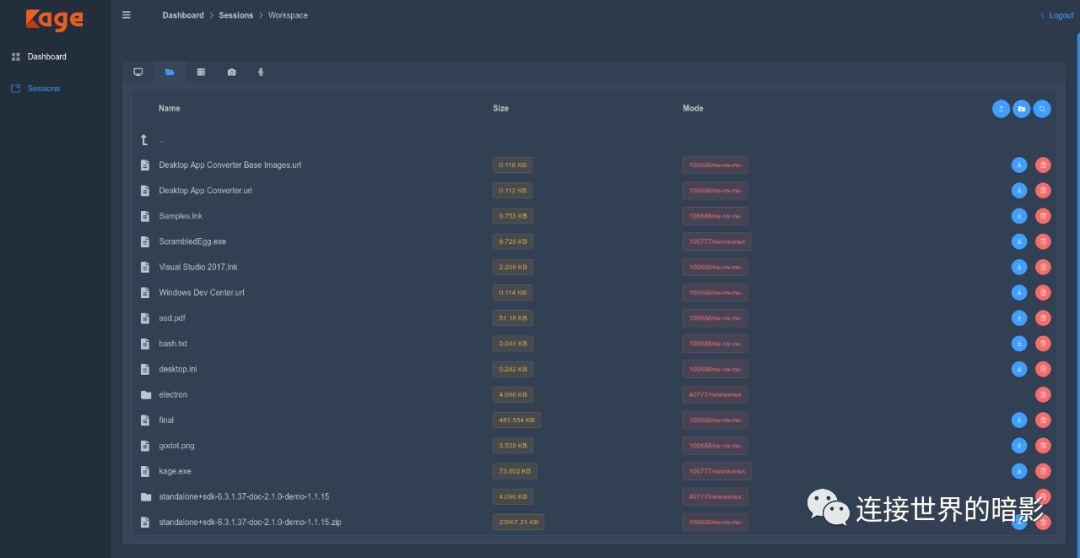 Kage
Dashboard > Sessions > Workspace
< Logout
Dashboard
Sessions
Name Size Mode
..
Desktop App Converter Base Images.url 0.118 KB 100666/rw-rw-rw-
Desktop App Converter.url 0.112 KB 100666/rw-rw-rw-
Samples.lnk 0.753 KB 100666/rw-rw-rw-
ScrambledEgg.exe 9.728 KB 100777/rwxrwxrwx
Visual Studio 2017.lnk 2.209 KB 100666/rw-rw-rw-
Windows Dev Center.url 0.114 KB 100666/rw-rw-rw-
asd.pdf 51.18 KB 100666/rw-rw-rw-
bash.txt 0.044 KB 100666/rw-rw-rw-
desktop.ini 0.282 KB 100666/rw-rw-rw-
electron 4.096 KB 40777/rwxrwxrwx
final 481.554 KB 100666/rw-rw-rw-
godot.png 3.539 KB 100666/rw-rw-rw-
kage.exe 73.802 KB 100777/rwxrwxrwx
standalone+sdk-6.3.1.37-doc-2.1.0-demo-1.1.15 4.096 KB 40777/rwxrwxrwx
standalone+sdk-6.3.1.37-doc-2.1.0-demo-1.1.15.zip 23967.21 KB 100666/rw-rw-rw-
连接世界的暗影